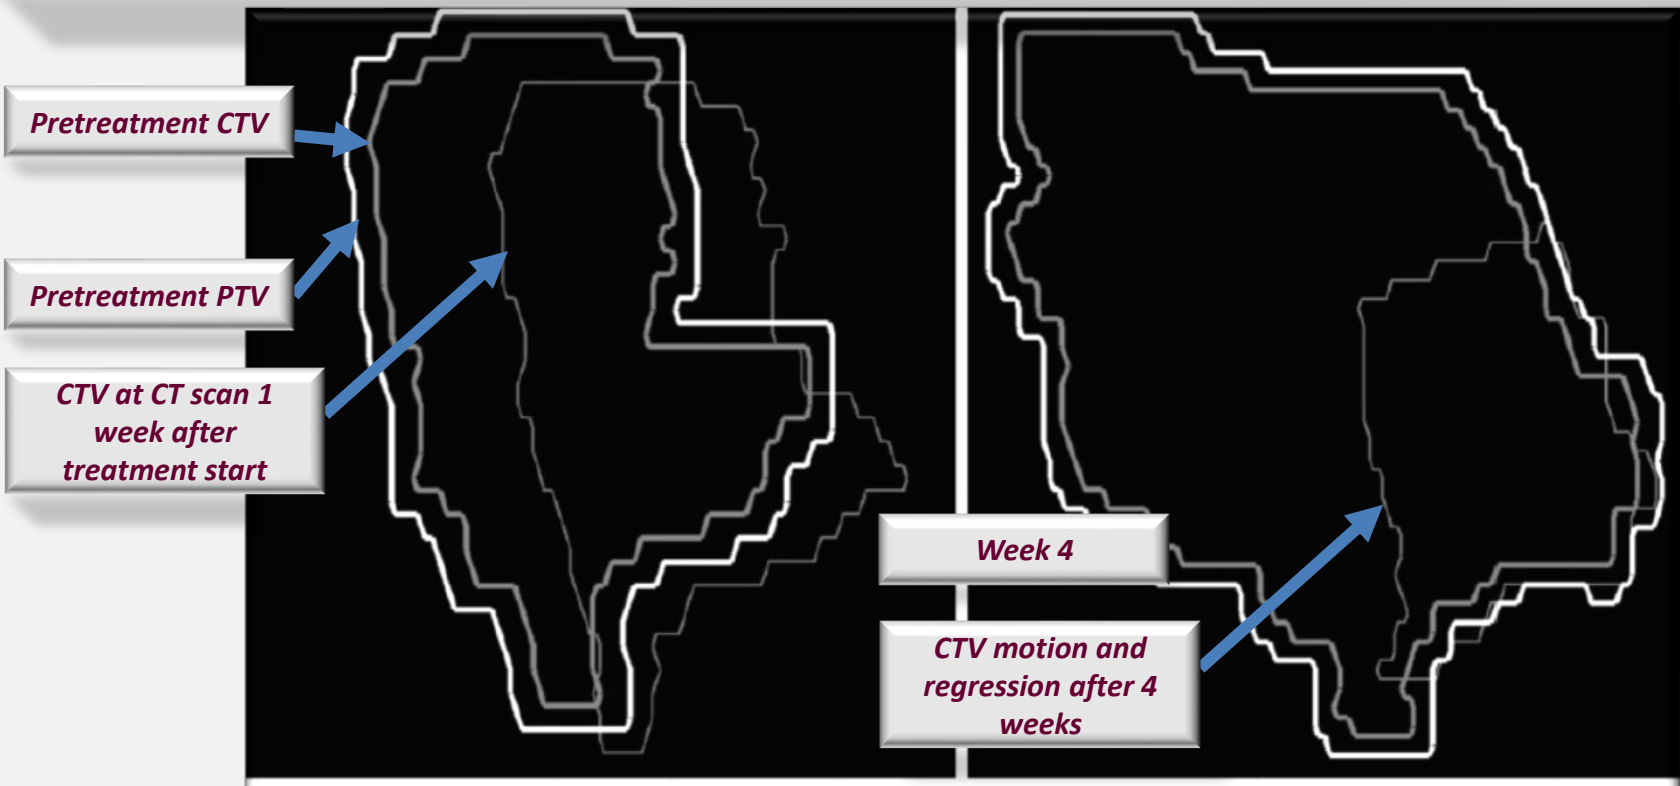 Pretreatment CTV
Pretreatment PTV
CTV at CT scan 1
week after
treatment start
Week 4
CTV motion and
regression after 4
weeks